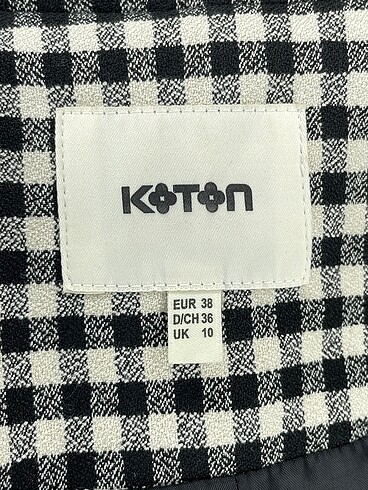 KOTON
EUR 38
D/CH 36
UK 10